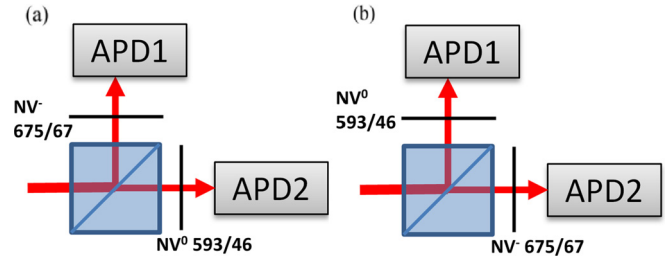 (a)
APD1
NV-
675/67
APD2
NV0 593/46
(b)
APD1
NV0
593/46
APD2
NV- 675/67